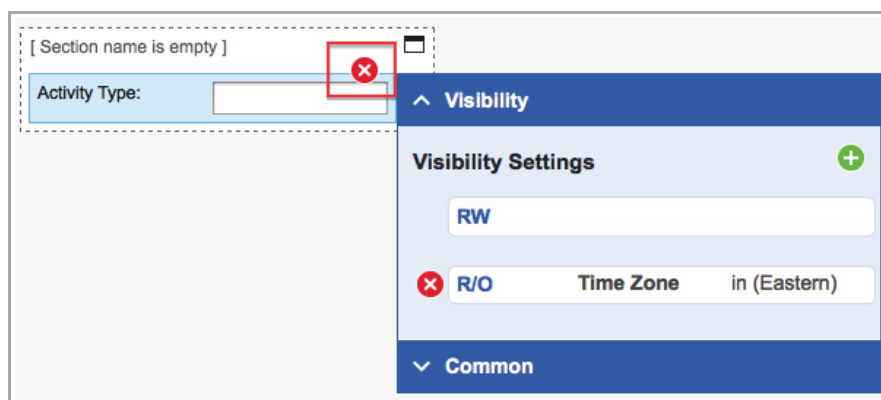 [ Section name is empty ]
Activity Type:
Visibility
Visibility Settings
RW
R/O Time Zone in (Eastern)
Common